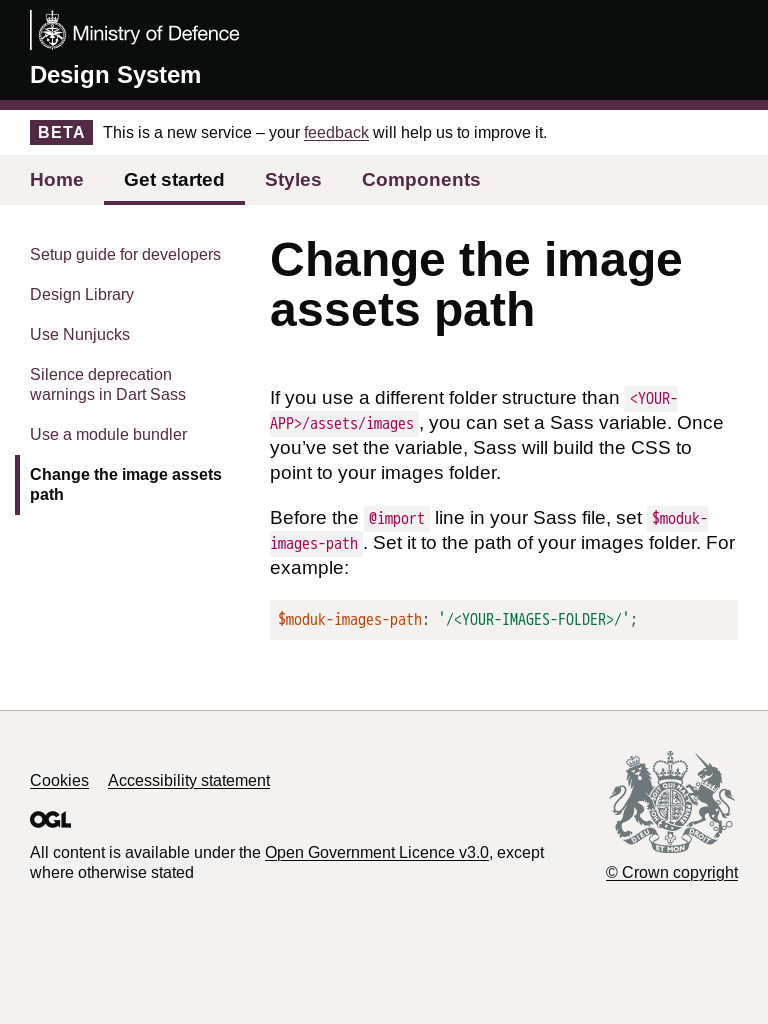 Ministry of Defence
Design System
BETA This is a new service – your feedback will help us to improve it.
Home Get started Styles Components
Setup guide for developers
Design Library
Use Nunjucks
Silence deprecation
warnings in Dart Sass
Use a module bundler
Change the image assets
path
Change the image
assets path
If you use a different folder structure than <YOUR-
APP>/assets/images, you can set a Sass variable. Once
you’ve set the variable, Sass will build the CSS to
point to your images folder.
Before the @import line in your Sass file, set $moduk-
images-path. Set it to the path of your images folder. For
example:
$moduk-images-path: '/<YOUR-IMAGES-FOLDER>/';
Cookies Accessibility statement
OGL
All content is available under the Open Government Licence v3.0, except
where otherwise stated
DIEU ET MON DROIT
© Crown copyright